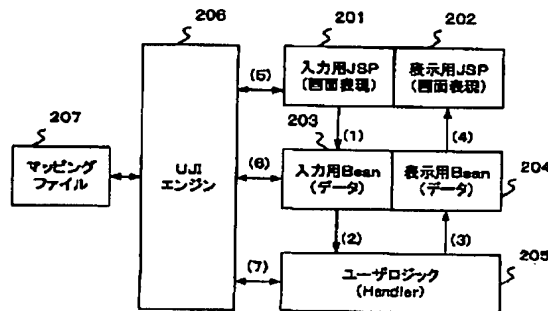 206
201
202
入力用JSP
(画面表現)
表示用JSP
(画面表現)
(5)
207
203
(1)
(4)
マッピング
ファイル
UJI
エンジン
(6)
入力用Bean
(データ)
表示用Bean
(データ)
204
(2)
(3)
205
(7)
ユーザロジック
(Handler)